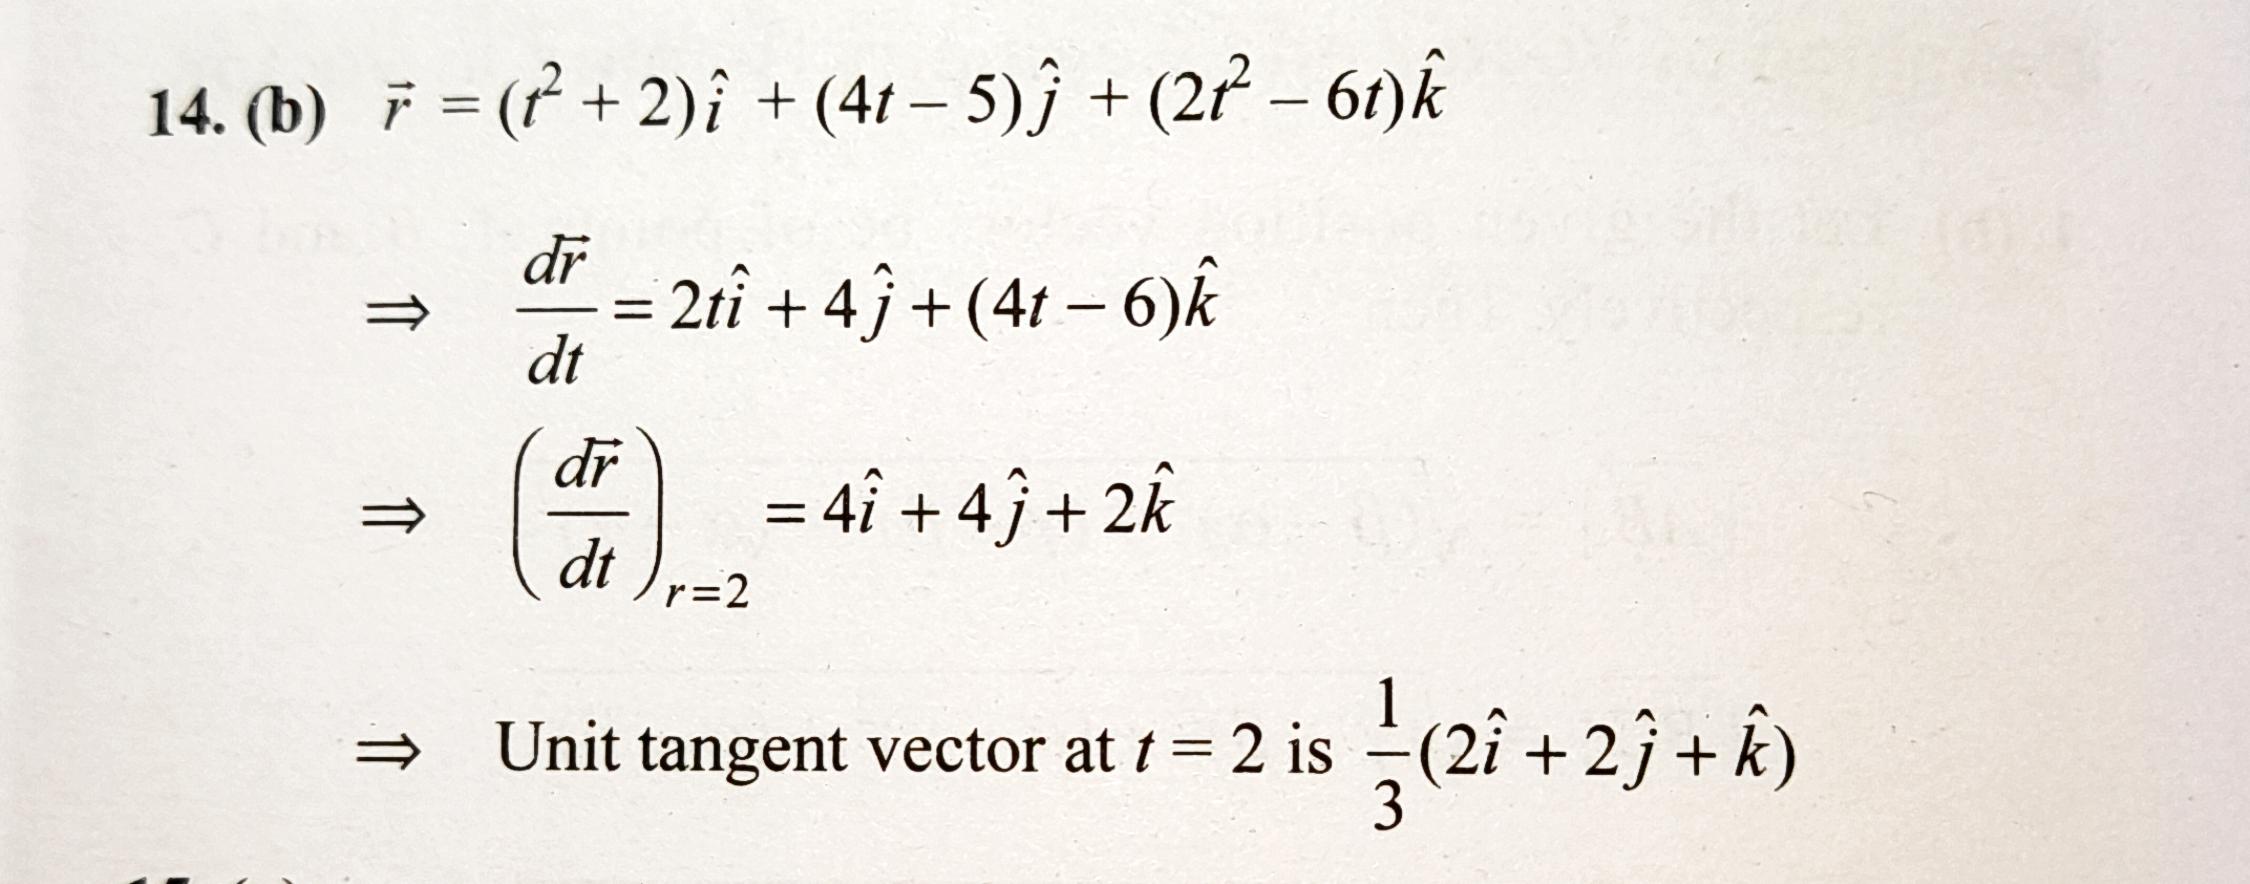 14. (b) $\vec{r} = (t^2 + 2)\hat{i} + (4t - 5)\hat{j} + (2t^2 - 6t)\hat{k}$
$\Rightarrow \frac{d\vec{r}}{dt} = 2t\hat{i} + 4\hat{j} + (4t - 6)\hat{k}$
$\Rightarrow \left(\frac{d\vec{r}}{dt}\right)_{r=2} = 4\hat{i} + 4\hat{j} + 2\hat{k}$
$\Rightarrow$ Unit tangent vector at $t = 2$ is $\frac{1}{3}(2\hat{i} + 2\hat{j} + \hat{k})$